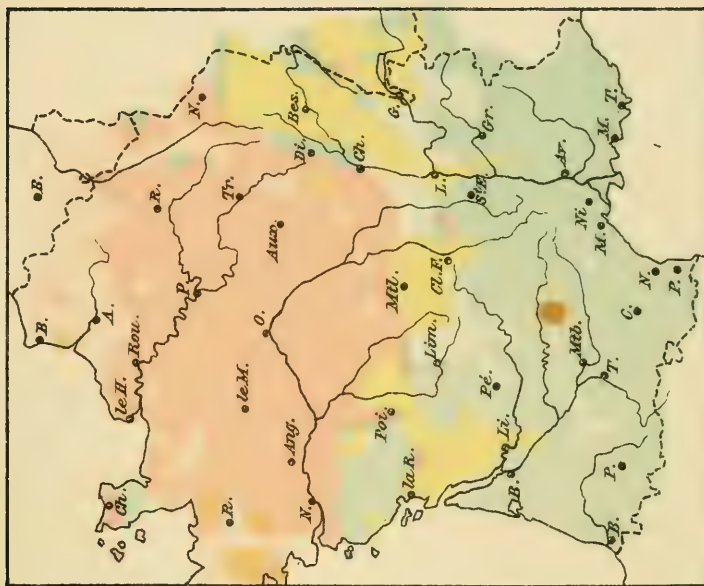 B.
B.
A.
Ch.
le H.
Rou.
R.
N.
P.
Tr.
R.
le M.
O.
Aux.
Di.
Bes.
Ang.
N.
Ch.
G.
Poi.
Mtl.
la R.
Lim.
Cl.F.
L.
St E.
Gr.
Pé.
Li.
B.
Mtb.
Av.
Ni
M.
M.
T.
T.
B.
P.
C.
N.
P.